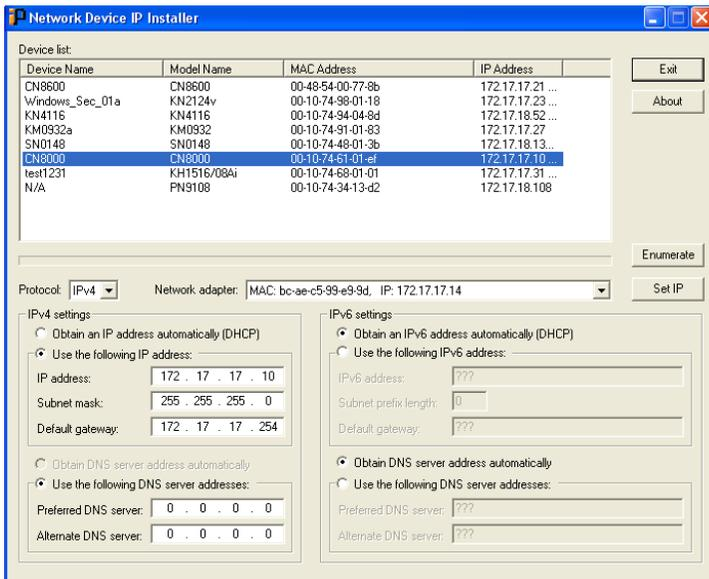 Network Device IP Installer
Device list:
Device Name Model Name MAC Address IP Address
CN8600 CN8600 00-48-54-00-77-8b 172.17.17.21 ...
Windows_Sec_01a KN2124v 00-10-74-98-01-18 172.17.17.23 ...
KN4116 KN4116 00-10-74-94-04-8d 172.17.18.52 ...
KM0932a KM0932 00-10-74-91-01-83 172.17.17.27
SN0148 SN0148 00-10-74-48-01-3b 172.17.18.13...
CN8000 CN8000 00-10-74-61-01-ef 172.17.17.10 ...
test1231 KH1516/08Ai 00-10-74-68-01-01 172.17.17.31 ...
N/A PN9108 00-10-74-34-13-d2 172.17.18.108
Exit
About
Enumerate
Protocol: IPv4 Network adapter: MAC: bc-ae-c5-99-e9-9d, IP: 172.17.17.14 Set IP
IPv4 settings
Obtain an IP address automatically (DHCP)
Use the following IP address:
IP address: 172 . 17 . 17 . 10
Subnet mask: 255 . 255 . 255 . 0
Default gateway: 172 . 17 . 17 . 254
Obtain DNS server address automatically
Use the following DNS server addresses:
Preferred DNS server: 0 . 0 . 0 . 0
Alternate DNS server: 0 . 0 . 0 . 0
IPv6 settings
Obtain an IPv6 address automatically (DHCP)
Use the following IPv6 address:
IPv6 address: ???
Subnet prefix length: 0
Default gateway: ???
Obtain DNS server address automatically
Use the following DNS server addresses:
Preferred DNS server: ???
Alternate DNS server: ???